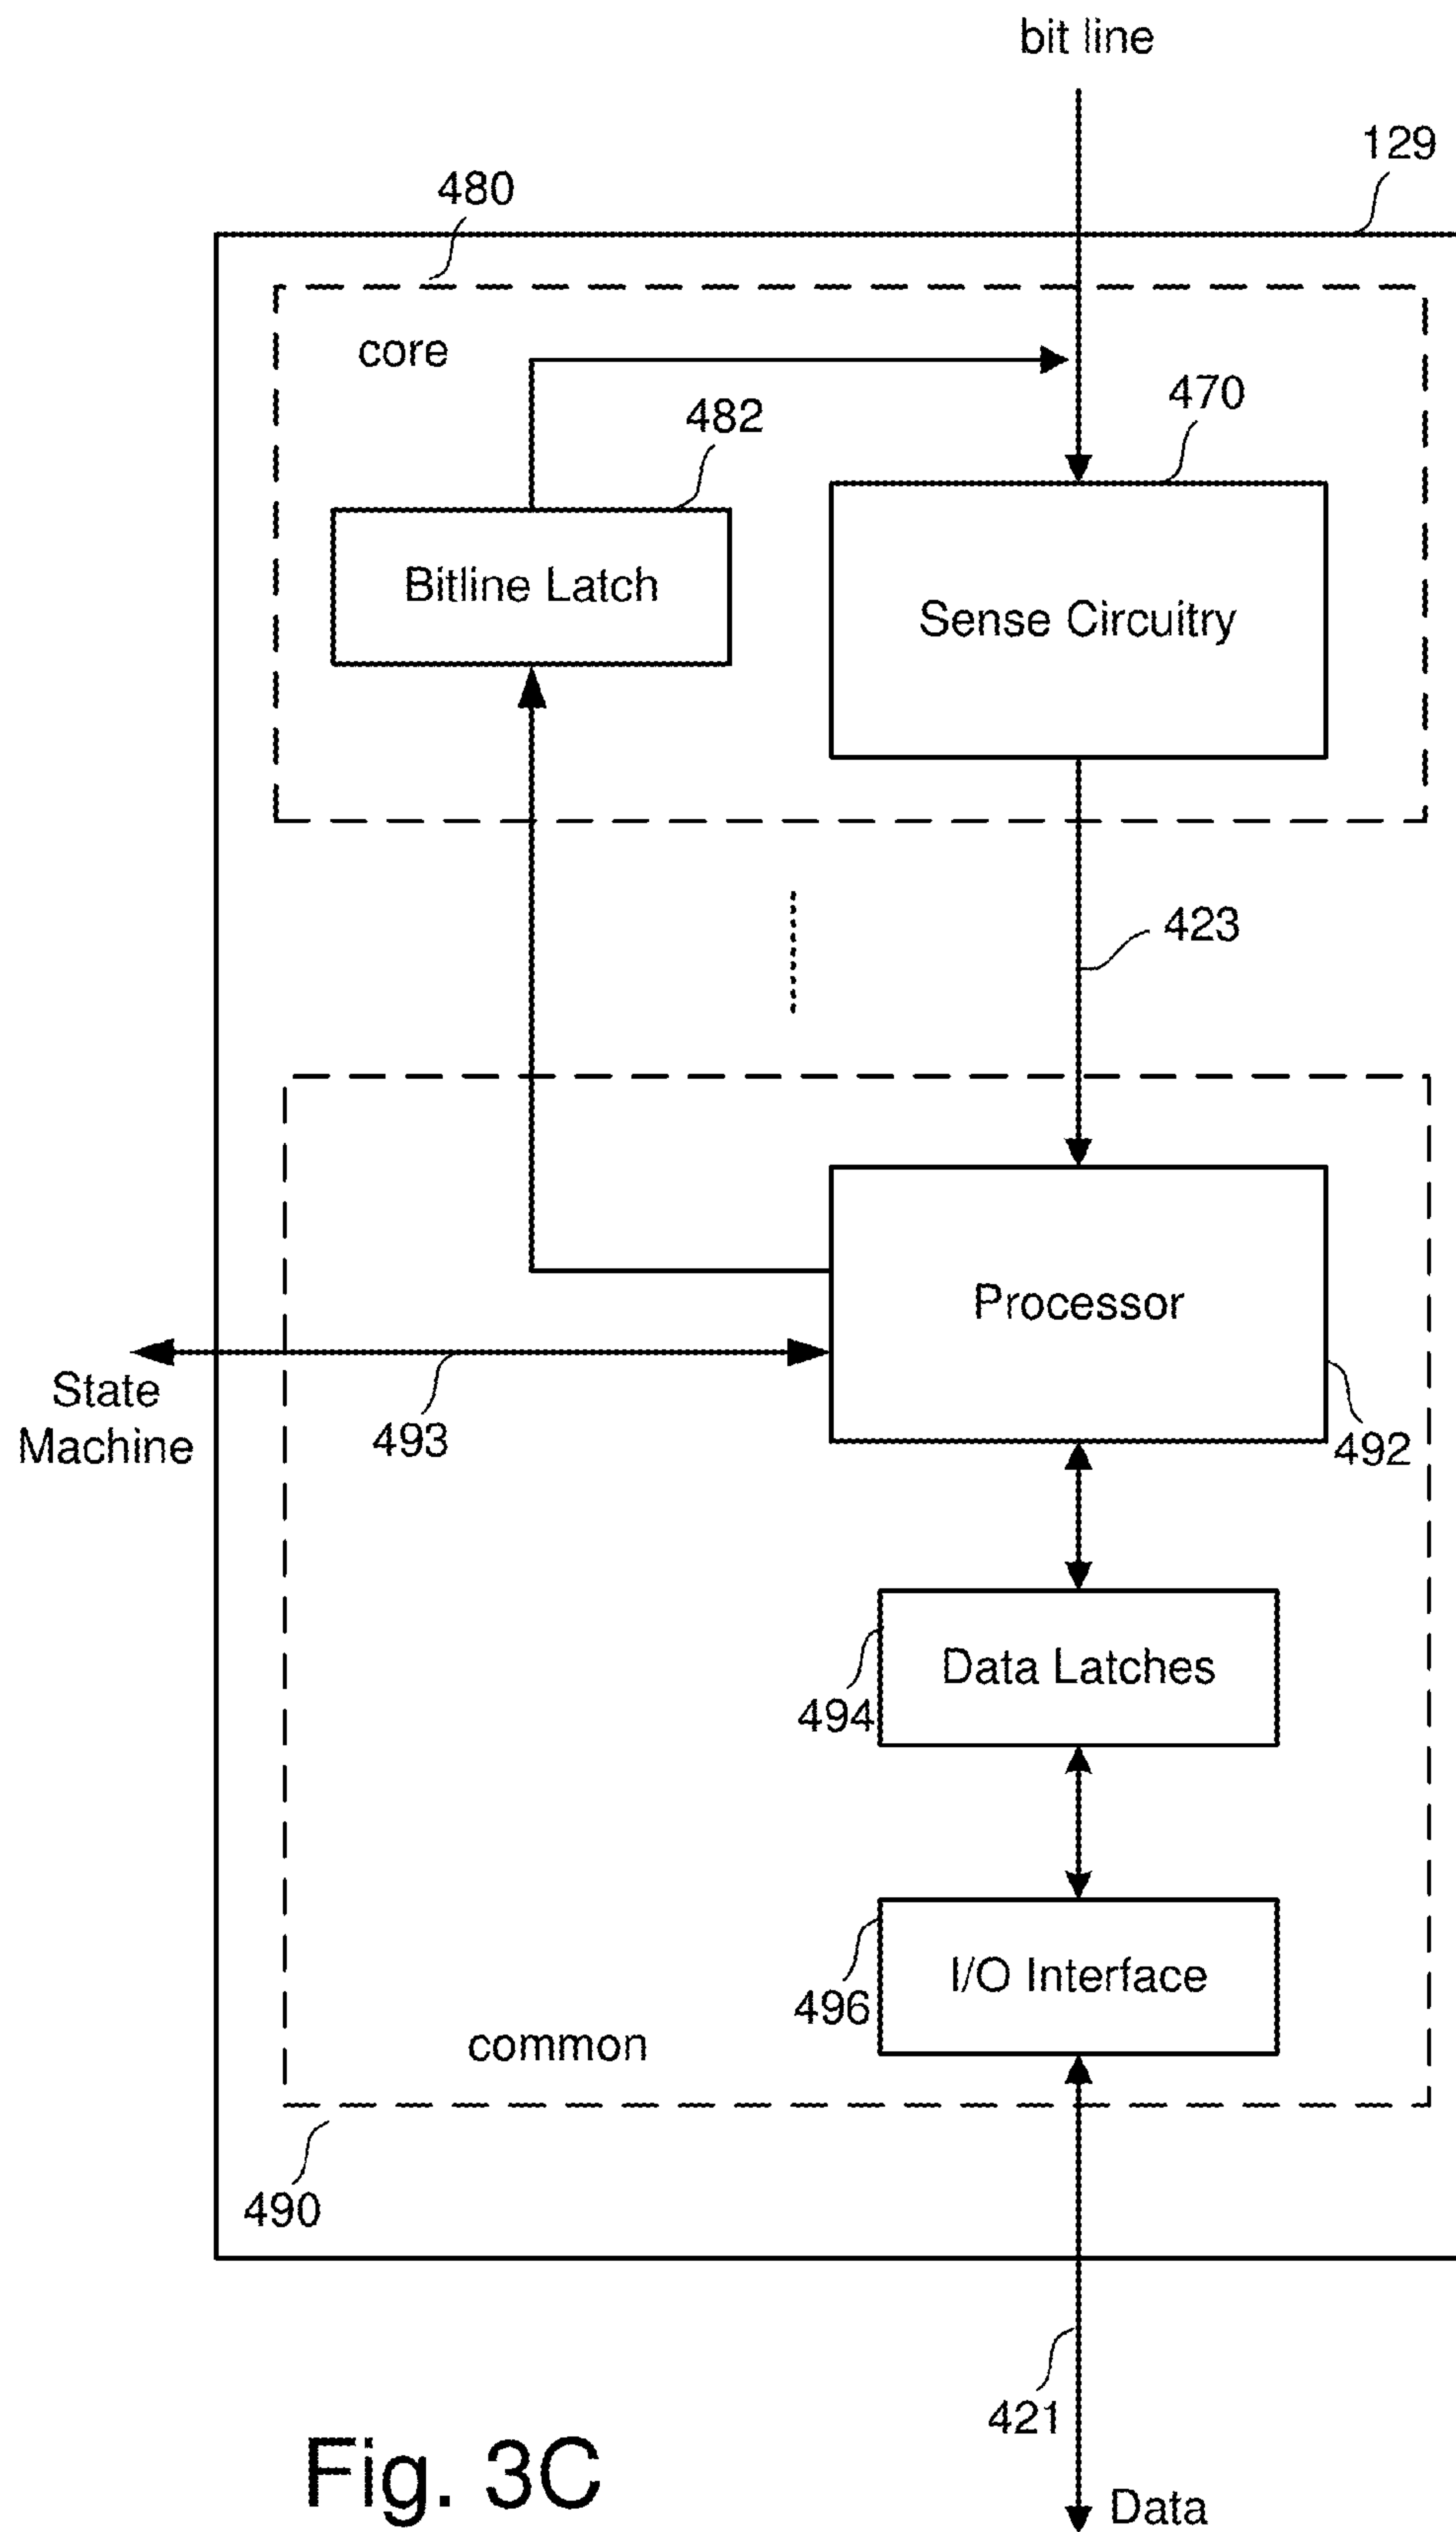 bit line
129
480
core
470
482
Bitline Latch
Sense Circuitry
423
Processor
State
Machine
493
492
Data Latches
494
I/O Interface
496
common
490
421
Fig. 3C
Data